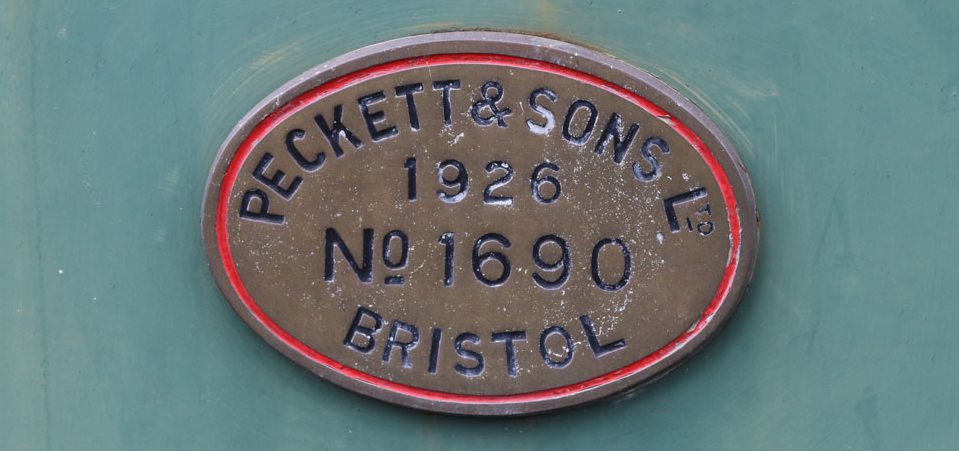 PECKETT & SONS LTD
1926
No 1690
BRISTOL